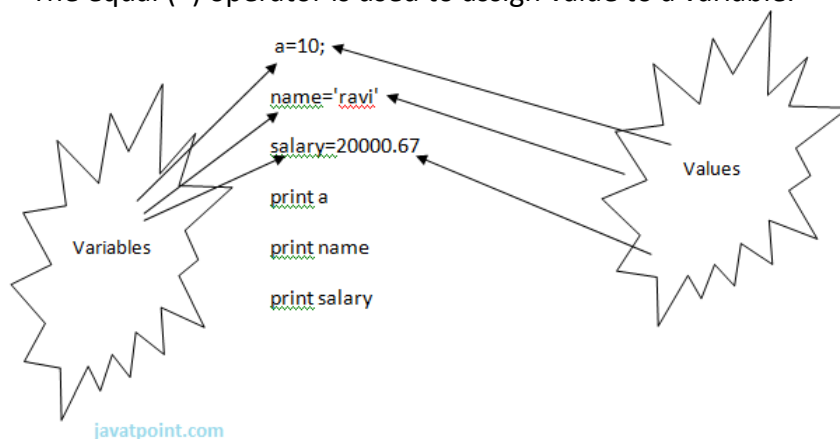 The equal (=) operator is used to assign value to a variable.
a=10;
name='ravi'
salary=20000.67
Values
print a
Variables
print name
print salary
javatpoint.com